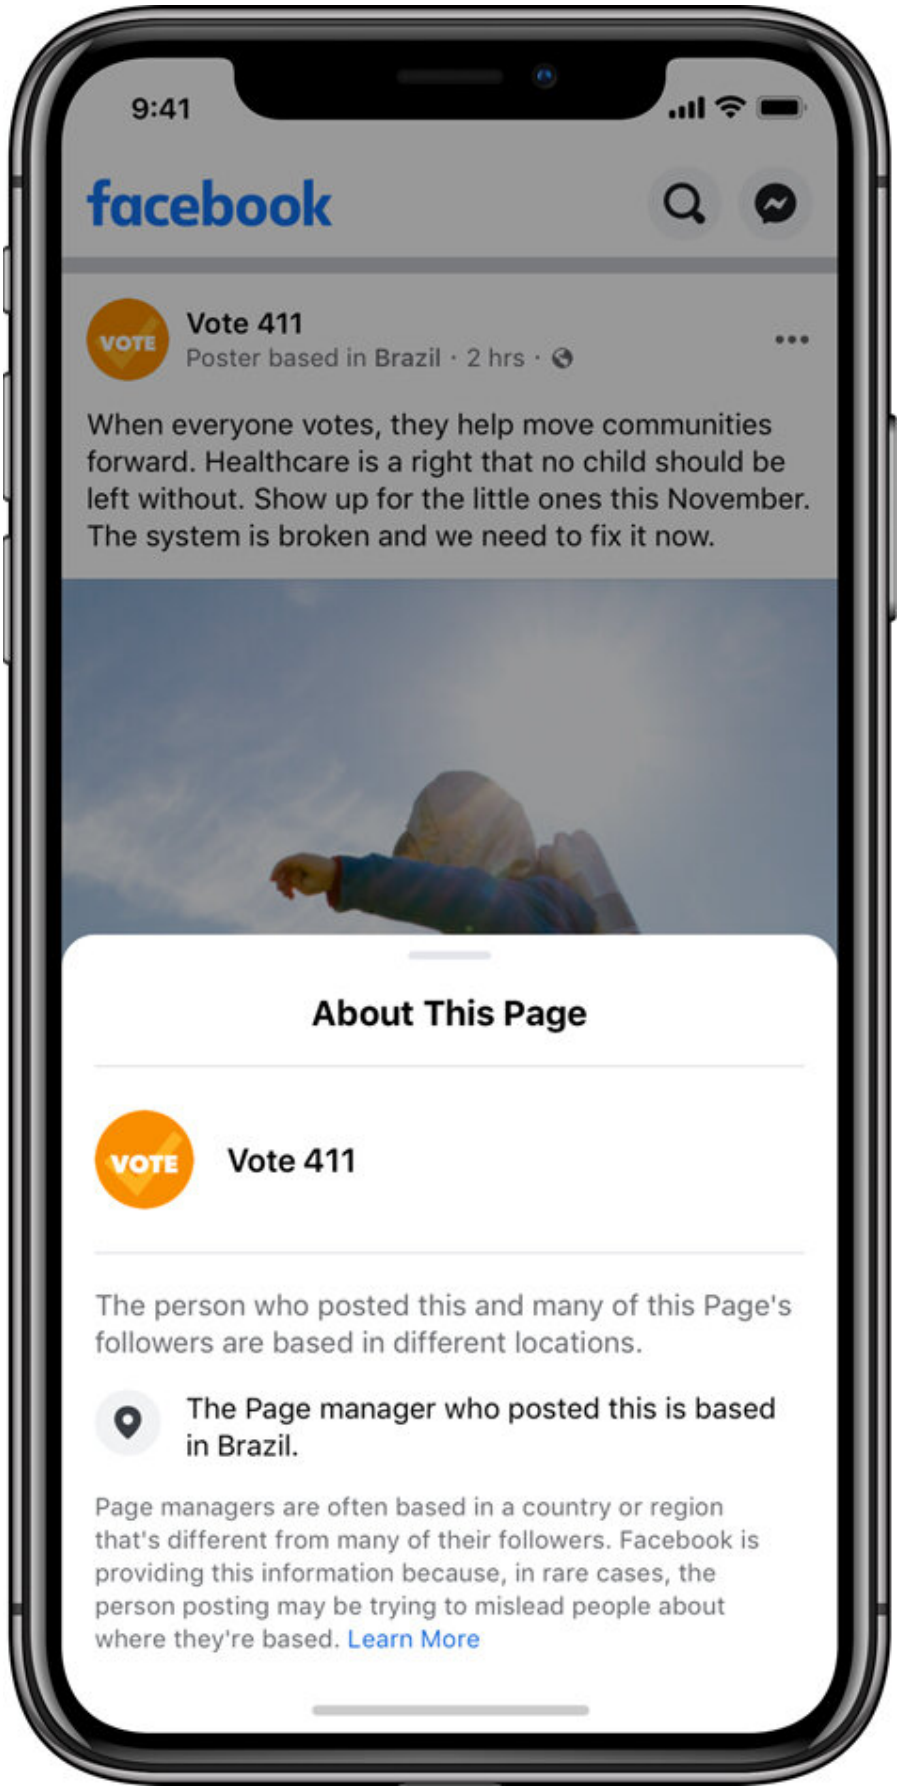 9:41
facebook
VOTE
Vote 411
Poster based in Brazil · 2 hrs ·
When everyone votes, they help move communities
forward. Healthcare is a right that no child should be
left without. Show up for the little ones this November.
The system is broken and we need to fix it now.
About This Page
VOTE
Vote 411
The person who posted this and many of this Page's
followers are based in different locations.
The Page manager who posted this is based
in Brazil.
Page managers are often based in a country or region
that's different from many of their followers. Facebook is
providing this information because, in rare cases, the
person posting may be trying to mislead people about
where they're based. Learn More